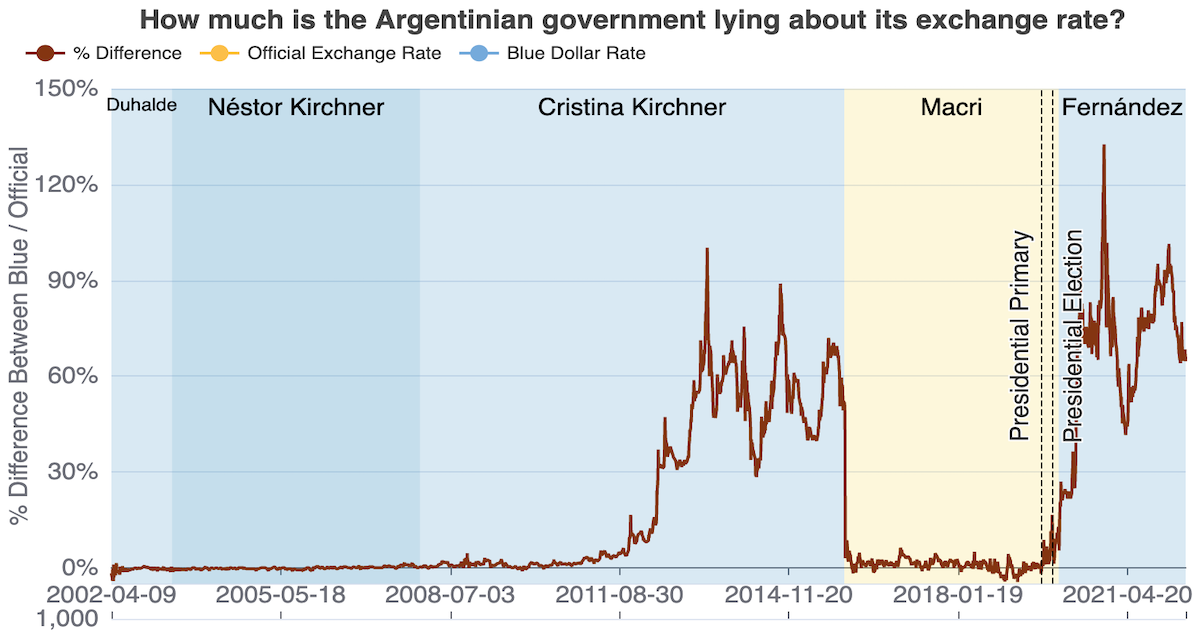 How much is the Argentinian government lying about its exchange rate?
% Difference Official Exchange Rate Blue Dollar Rate
150%
Duhalde Néstor Kirchner Cristina Kirchner Macri Fernández
% Difference Between Blue / Official
120%
90%
60%
30%
0%
Presidential Primary
Presidential Election
2002-04-09 2005-05-18 2008-07-03 2011-08-30 2014-11-20 2018-01-19 2021-04-20
1,000